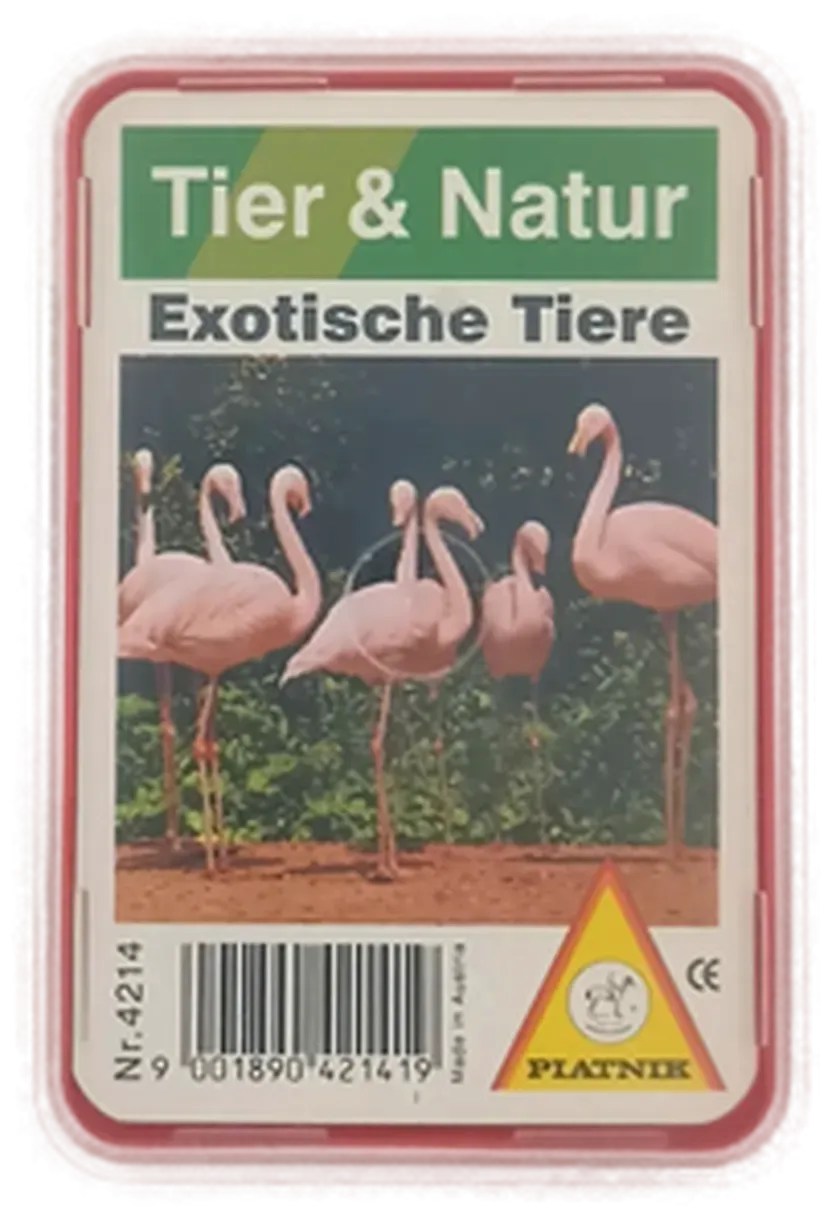 Tier & Natur
Exotische Tiere
Nr. 4214
9 001890 421419
Made in Austria
PIATNIK
CE